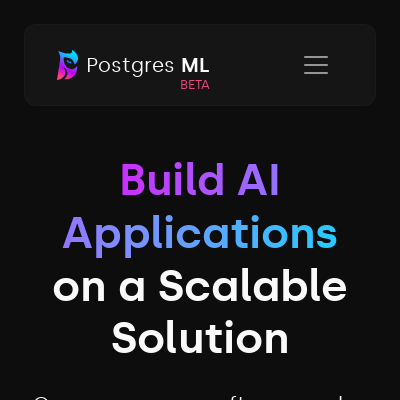 Postgres ML
BETA
Build AI
Applications
on a Scalable
Solution